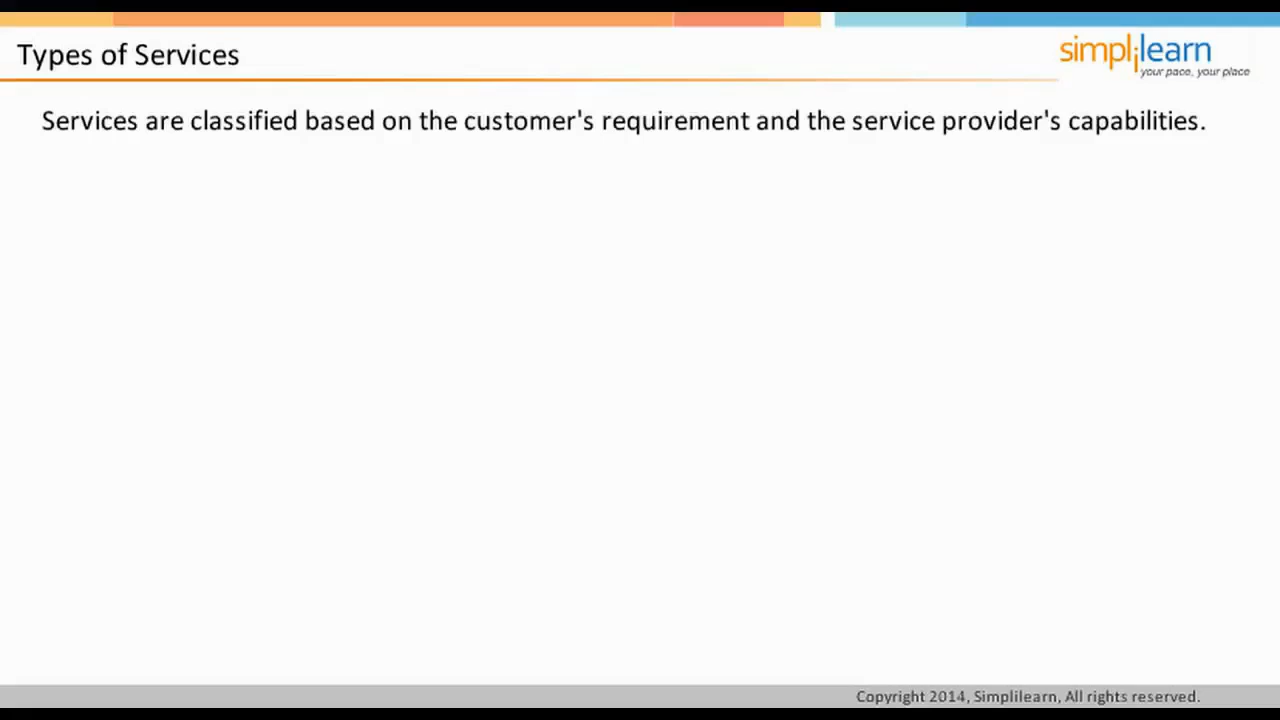 Types of Services
simplilearn
your pace, your place
Services are classified based on the customer's requirement and the service provider's capabilities.
Copyright 2014, Simplilearn, All rights reserved.